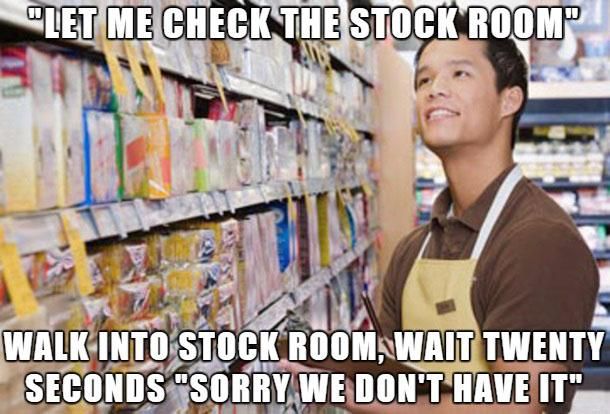 "LET ME CHECK THE STOCK ROOM"
WALK INTO STOCK ROOM, WAIT TWENTY
SECONDS "SORRY WE DON'T HAVE IT"